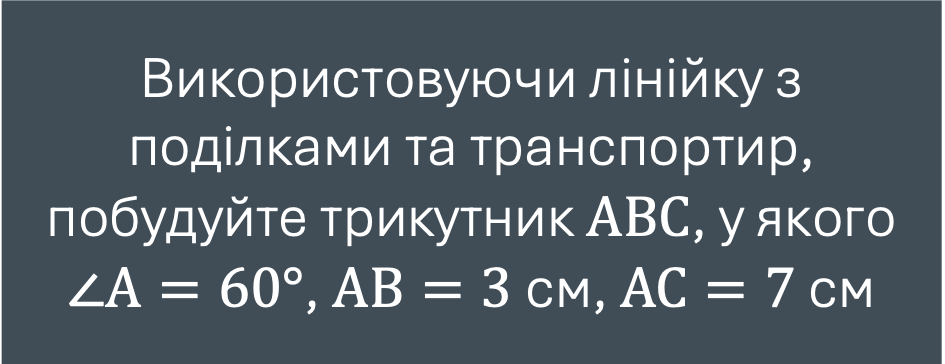 Використовуючи лінійку з
поділками та транспортир,
побудуйте трикутник ABC, у якого
∠A = 60°, AB = 3 см, AC = 7 см